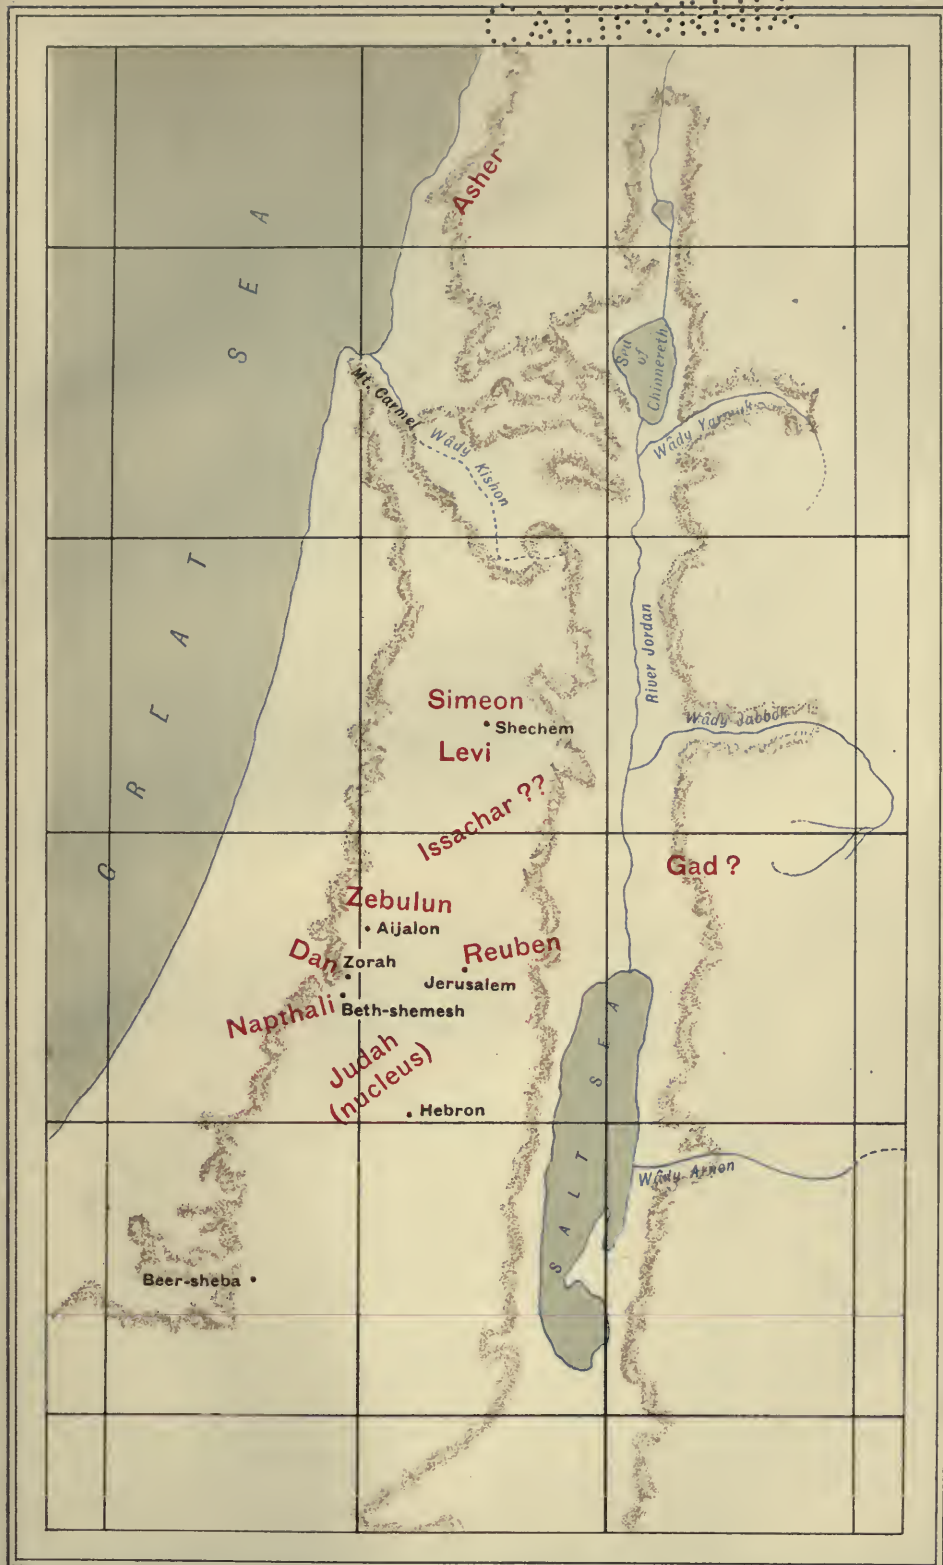 CALIFORNIA
GREAT SEA
Asher
Sea
of
Chinnereth
Mt. Carmel
Wâdy Kishon
Wâdy Yarmuk
River Jordan
Simeon
Shechem
Levi
Wâdy Jabbok
Issachar ??
Gad ?
Zebulun
Aijalon
Dan
Zorah
Reuben
Jerusalem
Napthali
Beth-shemesh
Judah
(nucleus)
Hebron
SALT SEA
Wâdy Arnon
Beer-sheba